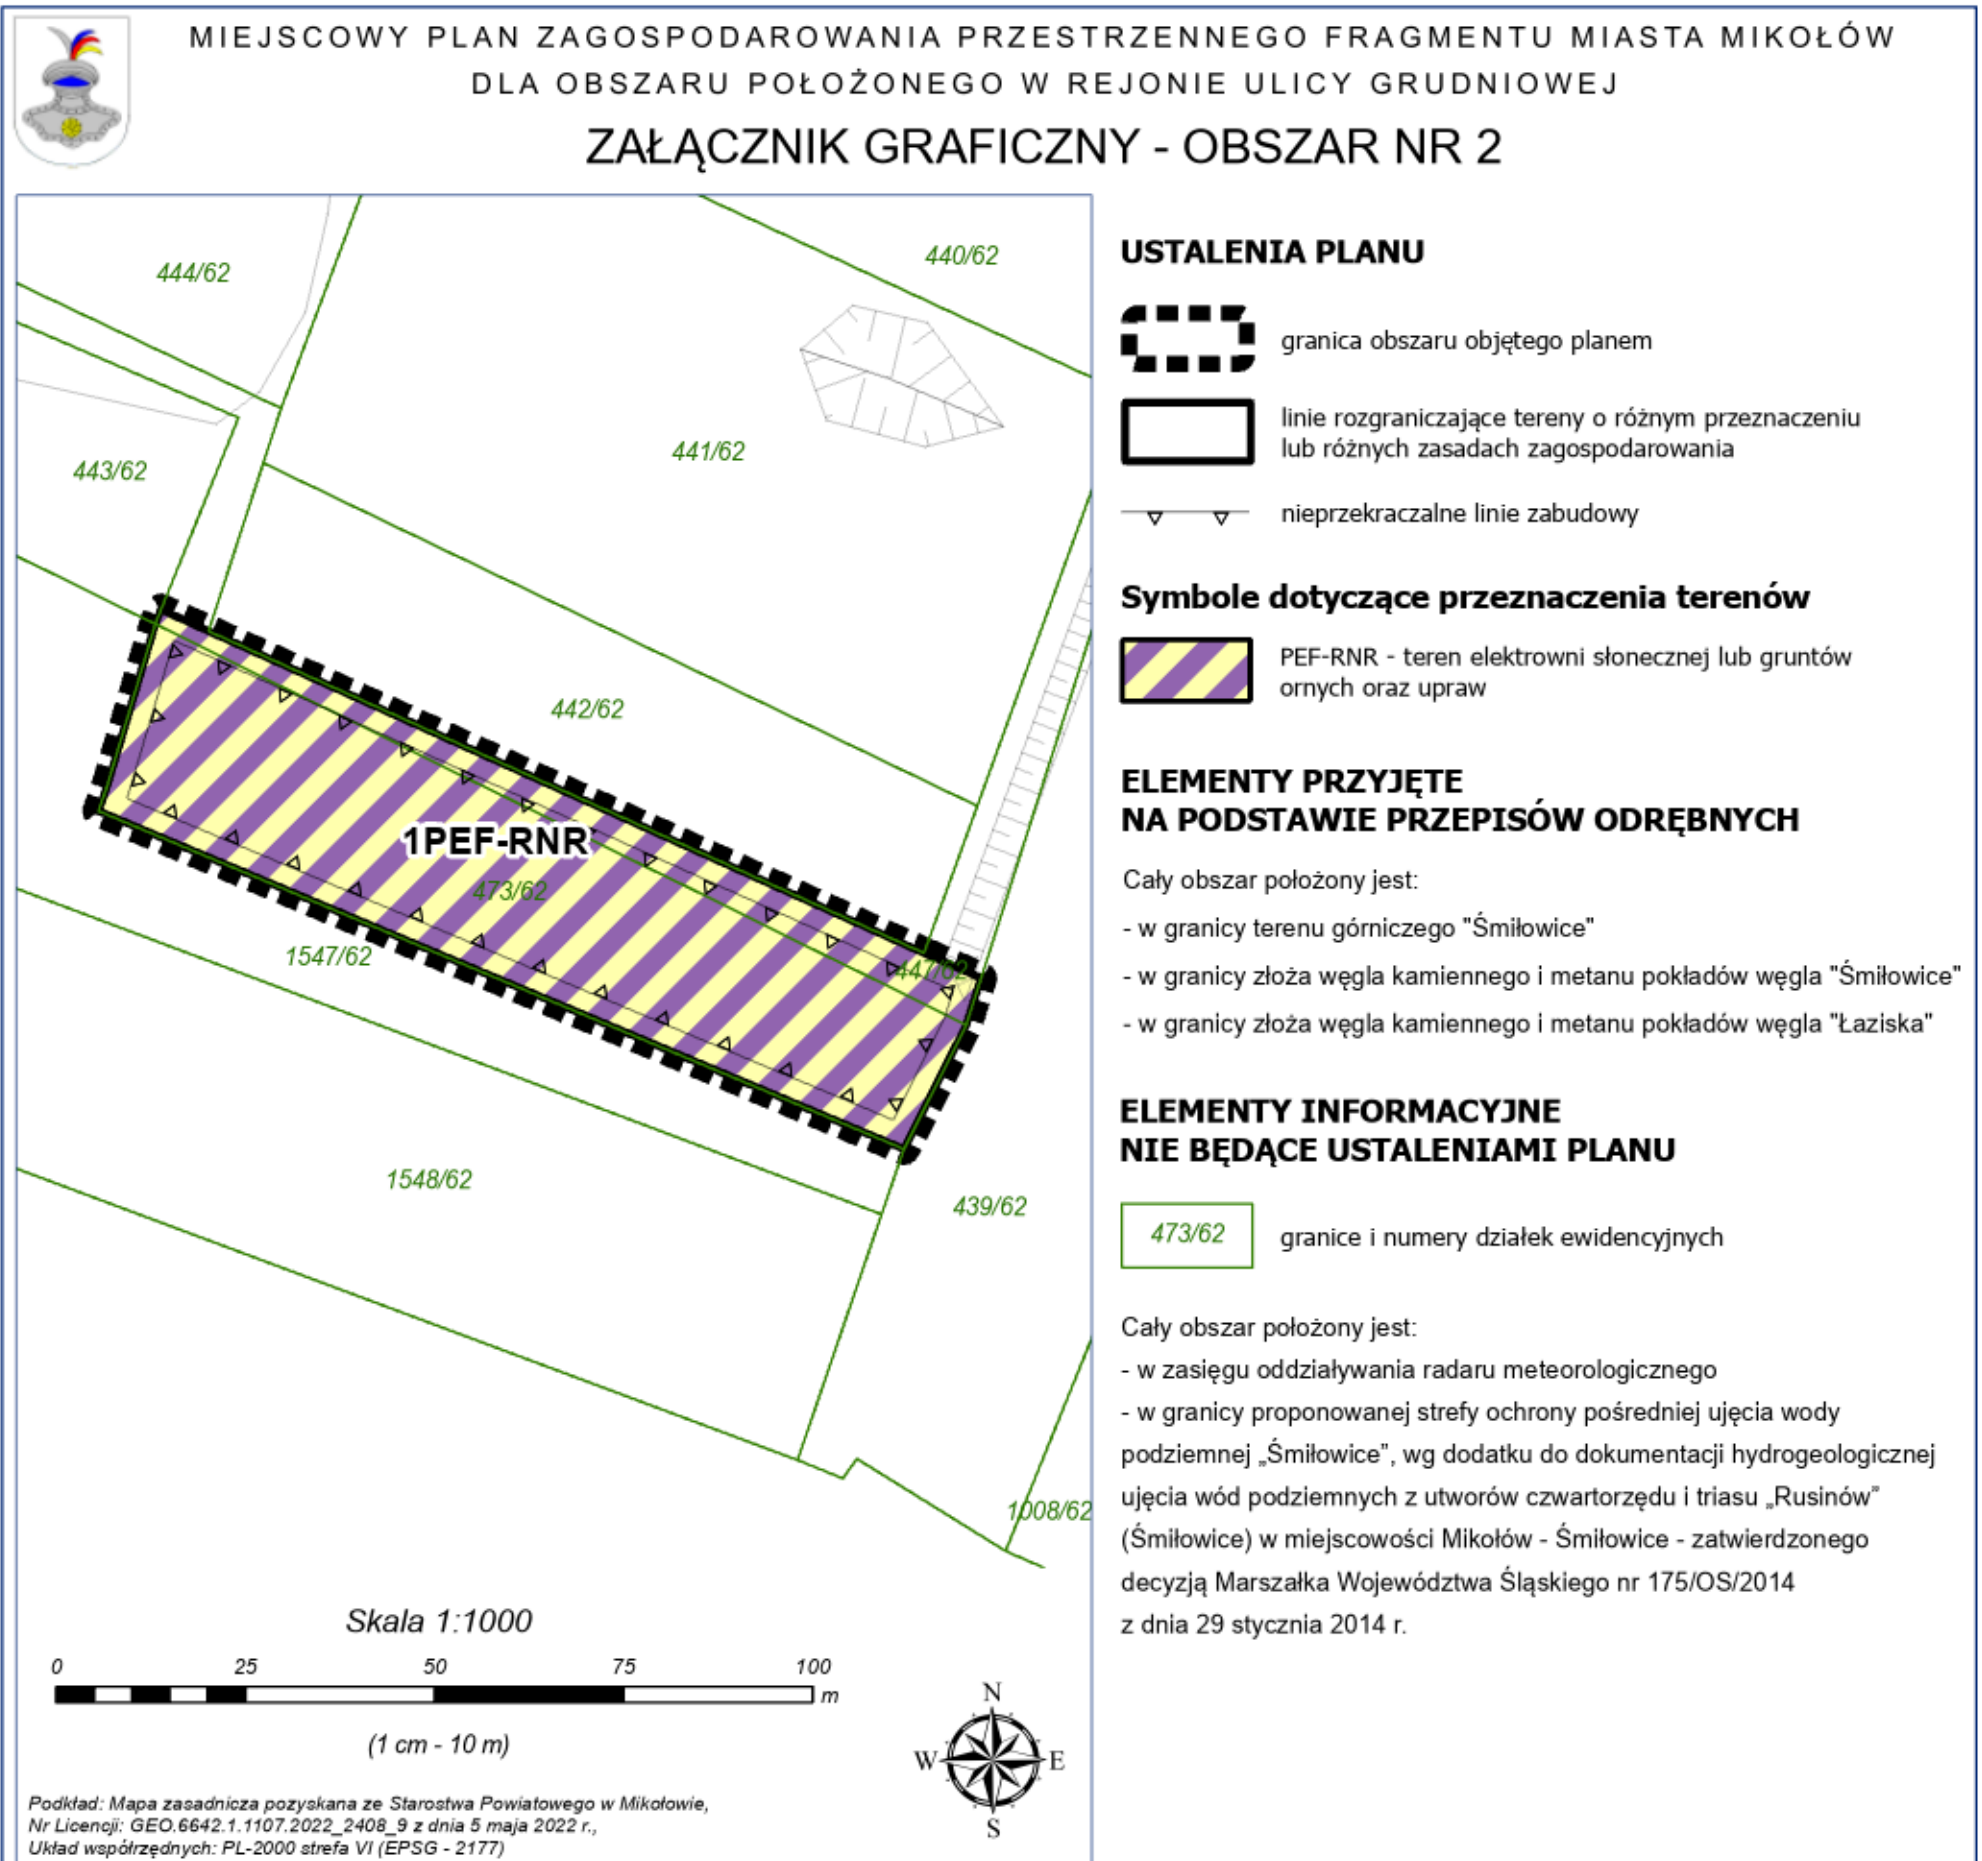 MIEJSCOWY PLAN ZAGOSPODAROWANIA PRZESTRZENNEGO FRAGMENTU MIASTA MIKOŁÓW
DLA OBSZARU POŁOŻONEGO W REJONIE ULICY GRUDNIOWEJ
ZAŁĄCZNIK GRAFICZNY - OBSZAR NR 2
444/62
440/62
441/62
443/62
442/62
1PEF-RNR
473/62
447/62
1547/62
1548/62
439/62
1008/62
Skala 1:1000
0 25 50 75 100
m
(1 cm - 10 m)
N
W E
S
Podkład: Mapa zasadnicza pozyskana ze Starostwa Powiatowego w Mikołowie,
Nr Licencji: GEO.6642.1.1107.2022_2408_9 z dnia 5 maja 2022 r.,
Układ współrzędnych: PL-2000 strefa VI (EPSG - 2177)
USTALENIA PLANU
granica obszaru objętego planem
linie rozgraniczające tereny o różnym przeznaczeniu
lub różnych zasadach zagospodarowania
nieprzekraczalne linie zabudowy
Symbole dotyczące przeznaczenia terenów
PEF-RNR - teren elektrowni słonecznej lub gruntów
ornych oraz upraw
ELEMENTY PRZYJĘTE
NA PODSTAWIE PRZEPISÓW ODRĘBNYCH
Cały obszar położony jest:
- w granicy terenu górniczego "Śmiłowice"
- w granicy złoża węgla kamiennego i metanu pokładów węgla "Śmiłowice"
- w granicy złoża węgla kamiennego i metanu pokładów węgla "Łaziska"
ELEMENTY INFORMACYJNE
NIE BĘDĄCE USTALENIAMI PLANU
473/62
granice i numery działek ewidencyjnych
Cały obszar położony jest:
- w zasięgu oddziaływania radaru meteorologicznego
- w granicy proponowanej strefy ochrony pośredniej ujęcia wody
podziemnej „Śmiłowice”, wg dodatku do dokumentacji hydrogeologicznej
ujęcia wód podziemnych z utworów czwartorzędu i triasu „Rusinów”
(Śmiłowice) w miejscowości Mikołów - Śmiłowice - zatwierdzonego
decyzją Marszałka Województwa Śląskiego nr 175/OS/2014
z dnia 29 stycznia 2014 r.